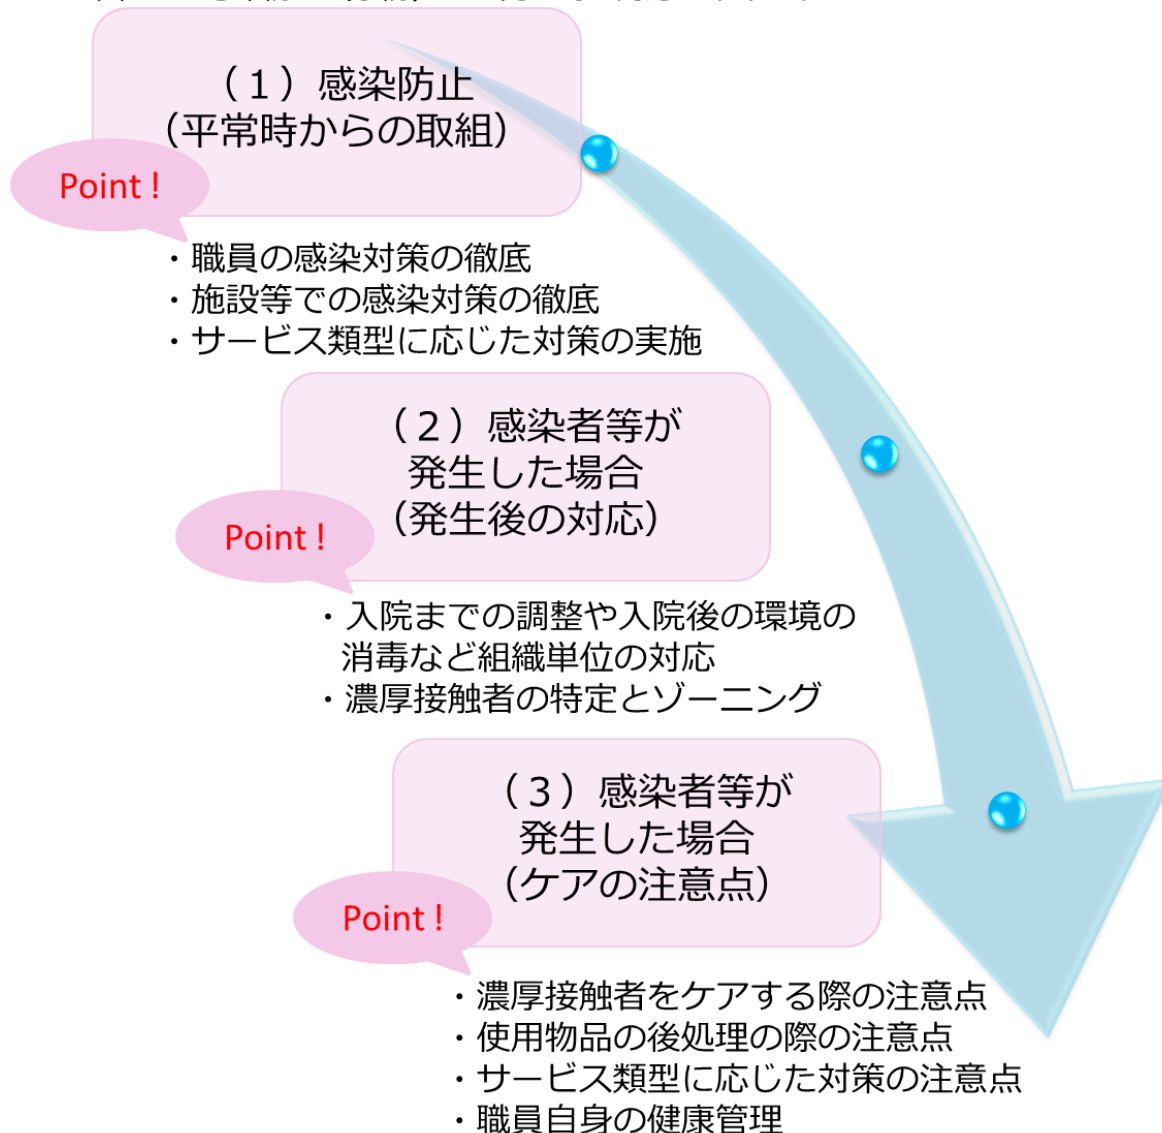 （１）感染防止
（平常時からの取組）
Point！
・職員の感染対策の徹底
・施設等での感染対策の徹底
・サービス類型に応じた対策の実施
（２）感染者等が
発生した場合
（発生後の対応）
Point！
・入院までの調整や入院後の環境の
消毒など組織単位の対応
・濃厚接触者の特定とゾーニング
（３）感染者等が
発生した場合
（ケアの注意点）
Point！
・濃厚接触者をケアする際の注意点
・使用物品の後処理の際の注意点
・サービス類型に応じた対策の注意点
・職員自身の健康管理